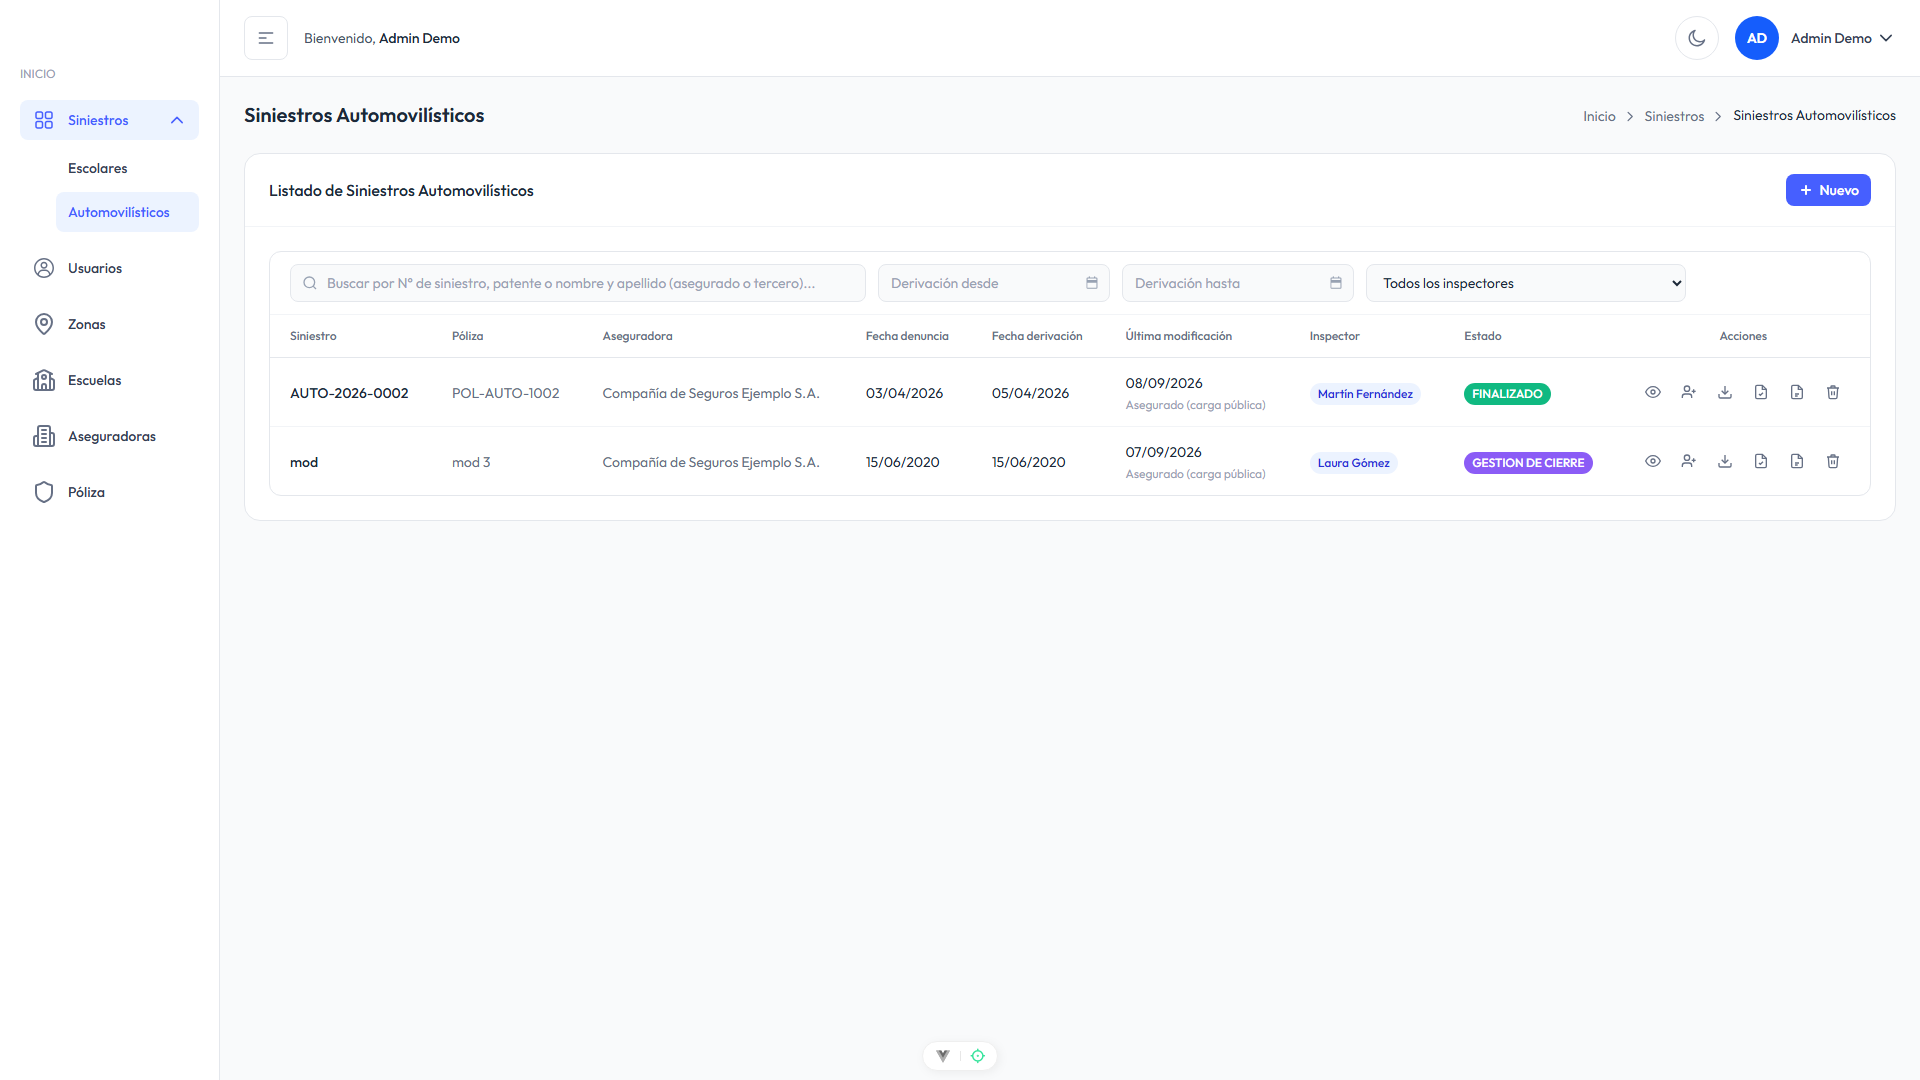 Bienvenido, Admin Demo
AD
Admin Demo
INICIO
Siniestros
Escolares
Automovilísticos
Usuarios
Zonas
Escuelas
Aseguradoras
Póliza
Siniestros Automovilísticos
Inicio
Siniestros
Siniestros Automovilísticos
Listado de Siniestros Automovilísticos
+ Nuevo
Buscar por N° de siniestro, patente o nombre y apellido (asegurado o tercero)...
Derivación desde
Derivación hasta
Todos los inspectores
Siniestro Póliza Aseguradora Fecha denuncia Fecha derivación Última modificación Inspector Estado Acciones
AUTO-2026-0002 POL-AUTO-1002 Compañía de Seguros Ejemplo S.A. 03/04/2026 05/04/2026 08/09/2026 Martín Fernández FINALIZADO
Asegurado (carga pública)
mod mod 3 Compañía de Seguros Ejemplo S.A. 15/06/2020 15/06/2020 07/09/2026 Laura Gómez GESTION DE CIERRE
Asegurado (carga pública)